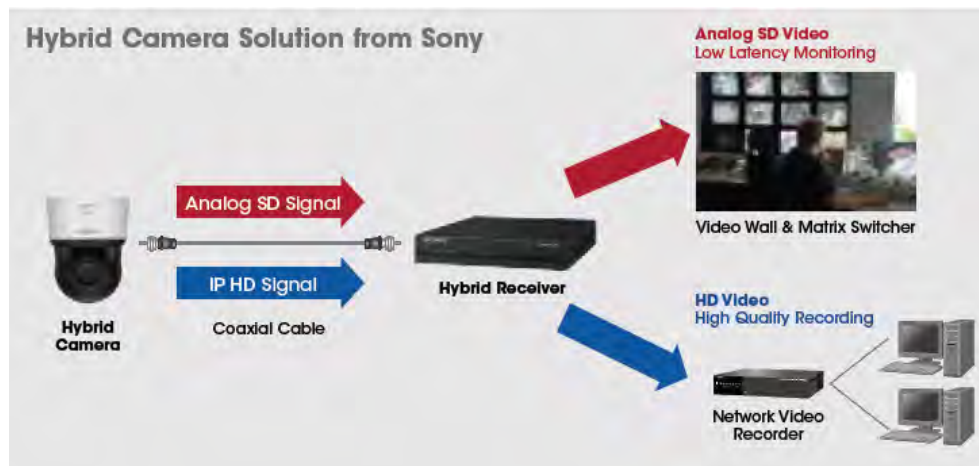 Hybrid Camera Solution from Sony
Analog SD Video
Low Latency Monitoring
Analog SD Signal
Video Wall & Matrix Switcher
IP HD Signal
Hybrid Receiver
HD Video
High Quality Recording
Hybrid
Camera
Coaxial Cable
Network Video
Recorder